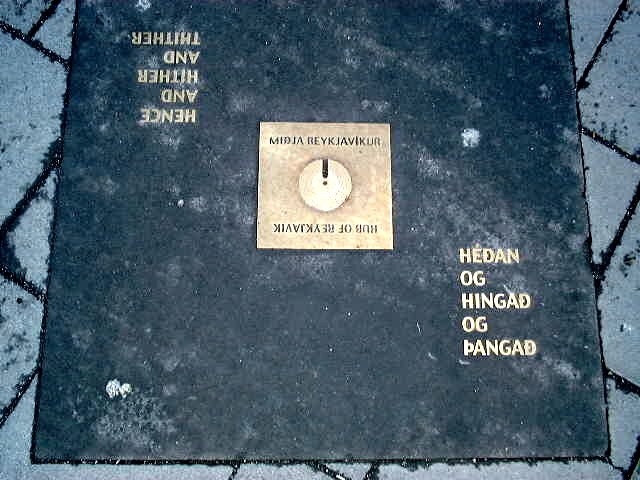 MIÐJA REYKJAVÍKUR
HUB OF REYKJAVIK
HÉÐAN
OG
HINGAÐ
OG
ÞANGAÐ
HENCE
AND
HITHER
AND
THITHER